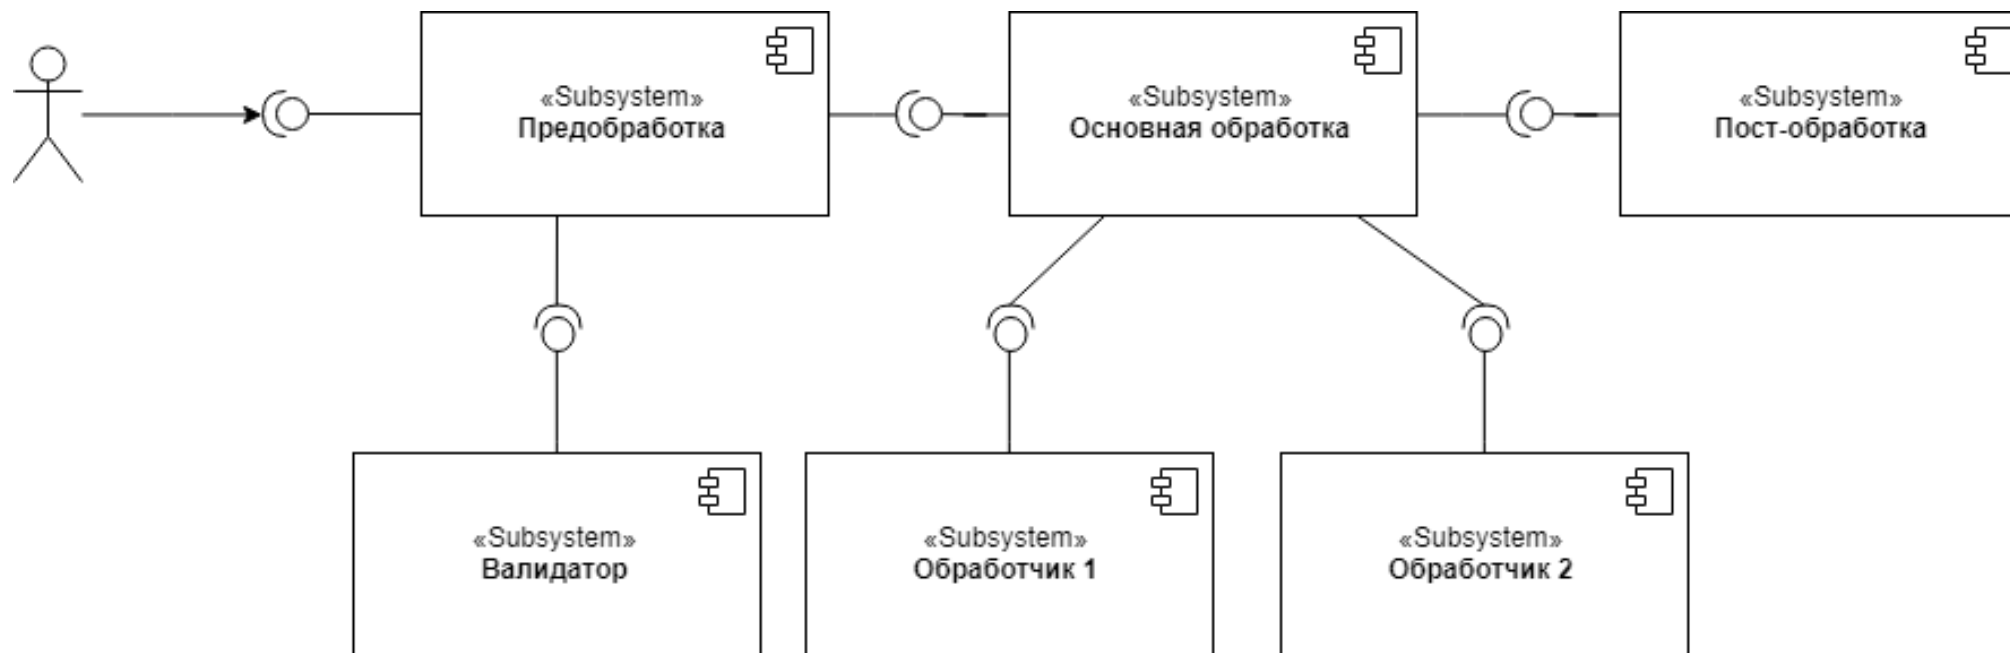 «Subsystem»
Предобработка
«Subsystem»
Основная обработка
«Subsystem»
Пост-обработка
«Subsystem»
Валидатор
«Subsystem»
Обработчик 1
«Subsystem»
Обработчик 2